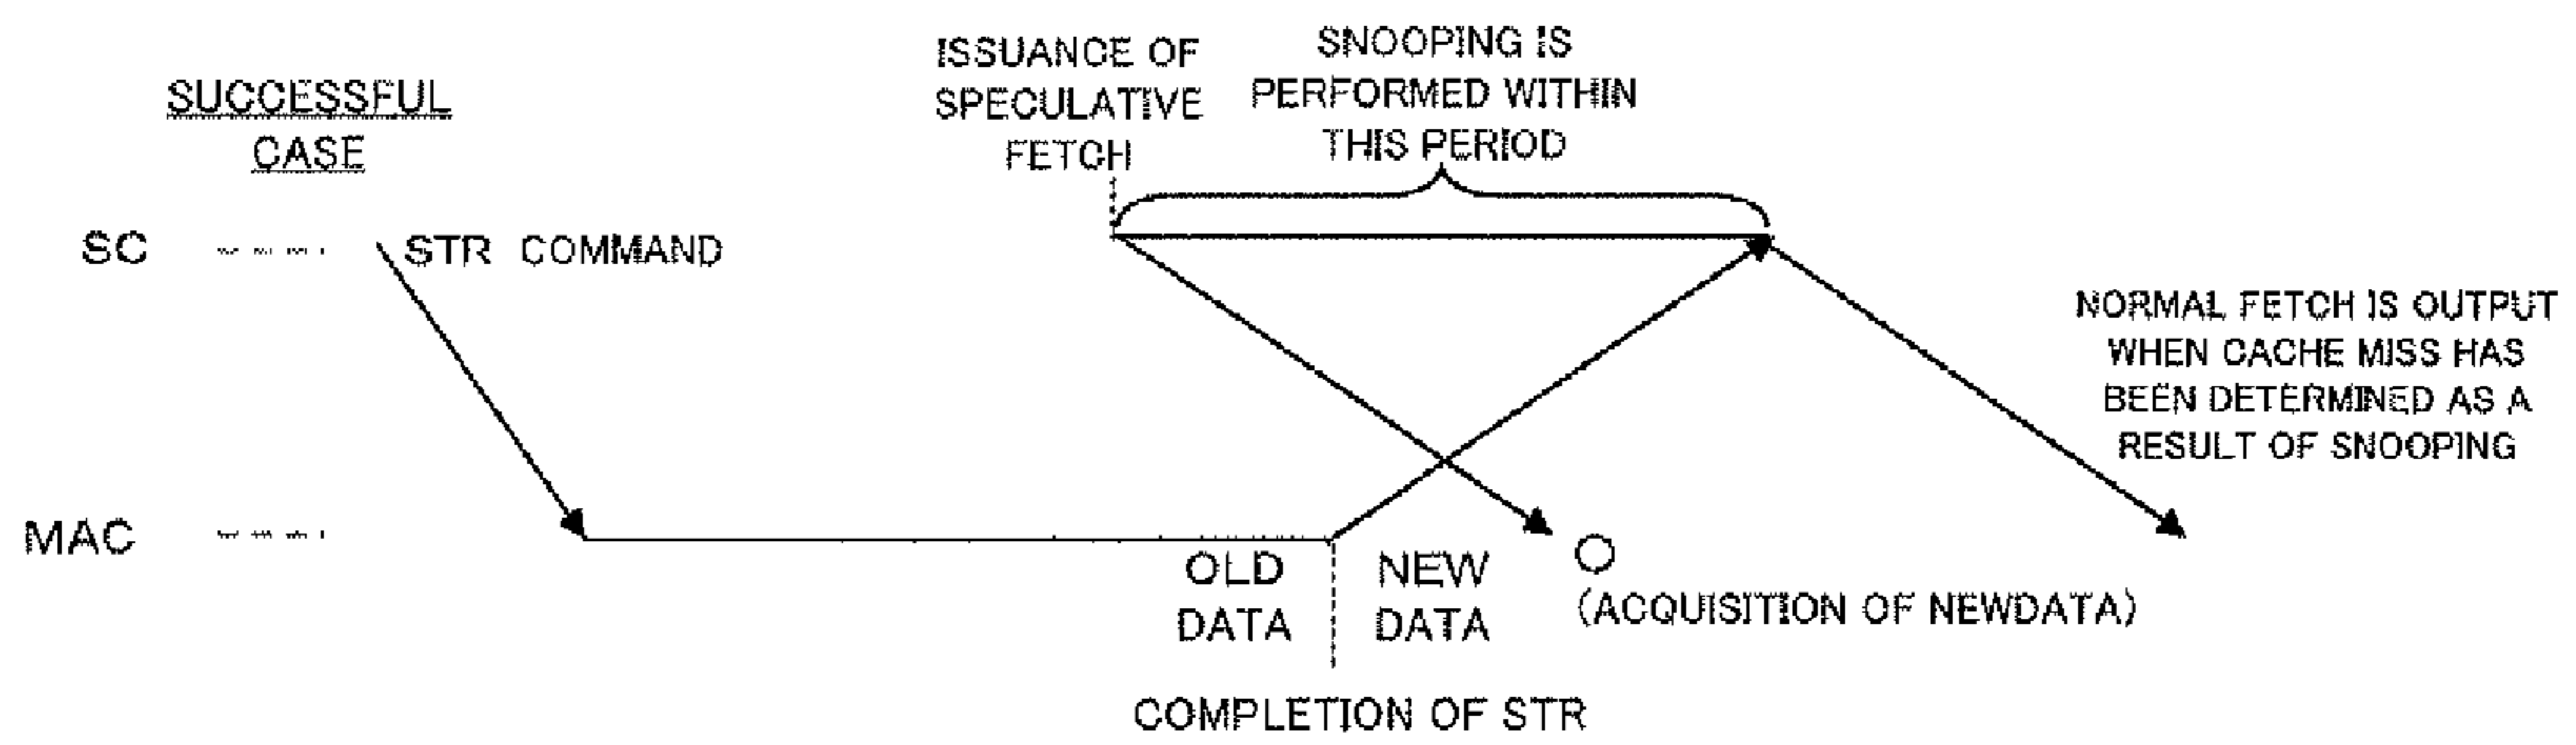 SUCCESSFUL
CASE
ISSUANCE OF
SPECULATIVE
FETCH
SNOOPING IS
PERFORMED WITHIN
THIS PERIOD
SC
STR COMMAND
NORMAL FETCH IS OUTPUT
WHEN CACHE MISS HAS
BEEN DETERMINED AS A
RESULT OF SNOOPING
MAC
OLD
DATA
NEW
DATA
(ACQUISITION OF NEWDATA)
COMPLETION OF STR